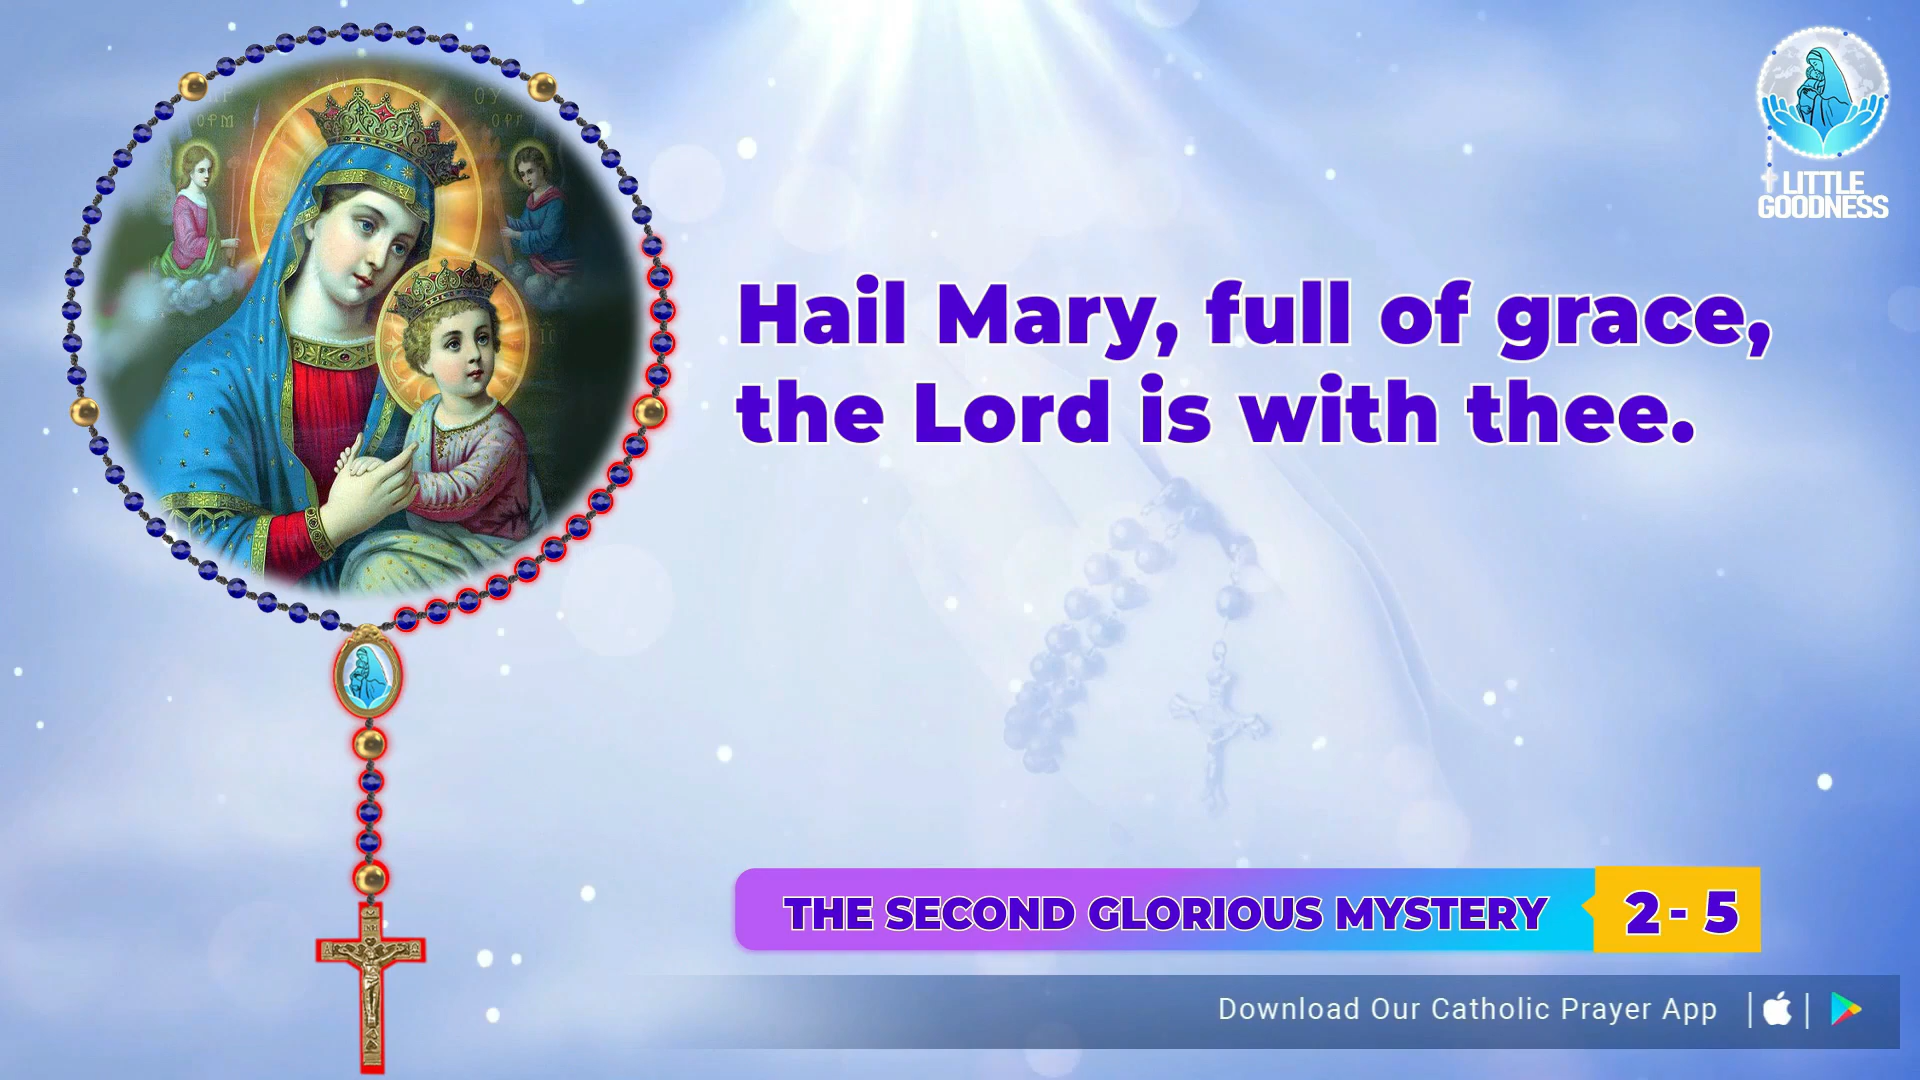 LITTLE
GOODNESS
Hail Mary, full of grace,
the Lord is with thee.
THE SECOND GLORIOUS MYSTERY 2 - 5
Download Our Catholic Prayer App